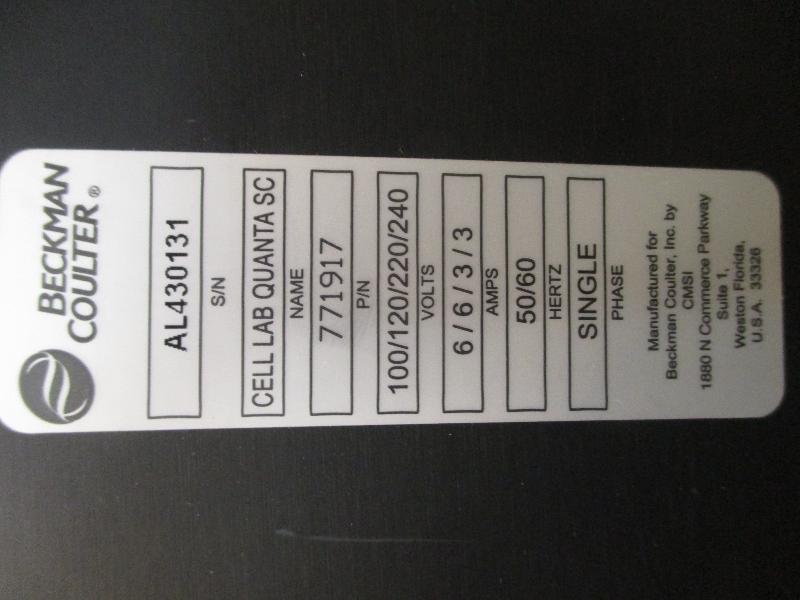 BECKMAN
COULTER®
AL430131
S/N
CELL LAB QUANTA SC
NAME
771917
P/N
100/120/220/240
VOLTS
6 / 6 / 3 / 3
AMPS
50/60
HERTZ
SINGLE
PHASE
Manufactured for
Beckman Coulter, Inc. by
CMSI
1880 N Commerce Parkway
Suite 1,
Weston Florida,
U.S.A. 33326